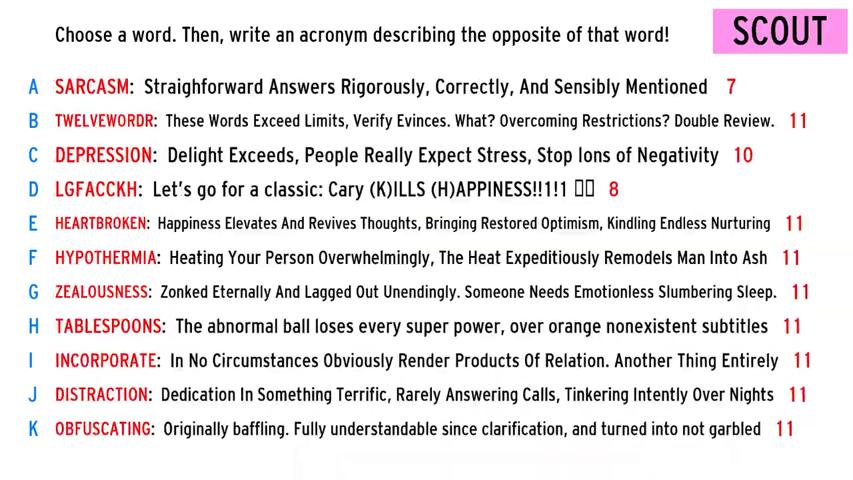 Choose a word. Then, write an acronym describing the opposite of that word!
SCOUT
A SARCASM: Straighforward Answers Rigorously, Correctly, And Sensibly Mentioned 7
B TWELVEWORDR: These Words Exceed Limits, Verify Evinces. What? Overcoming Restrictions? Double Review. 11
C DEPRESSION: Delight Exceeds, People Really Expect Stress, Stop Ions of Negativity 10
D LGFACCKH: Let's go for a classic: Cary (K)ILLS (H)APPINESS!!1!1 8
E HEARTBROKEN: Happiness Elevates And Revives Thoughts, Bringing Restored Optimism, Kindling Endless Nurturing 11
F HYPOTHERMIA: Heating Your Person Overwhelmingly, The Heat Expeditiously Remodels Man Into Ash 11
G ZEALOUSNESS: Zonked Eternally And Lagged Out Unendingly. Someone Needs Emotionless Slumbering Sleep. 11
H TABLESPOONS: The abnormal ball loses every super power, over orange nonexistent subtitles 11
I INCORPORATE: In No Circumstances Obviously Render Products Of Relation. Another Thing Entirely 11
J DISTRACTION: Dedication In Something Terrific, Rarely Answering Calls, Tinkering Intently Over Nights 11
K OBFUSCATING: Originally baffling. Fully understandable since clarification, and turned into not garbled 11